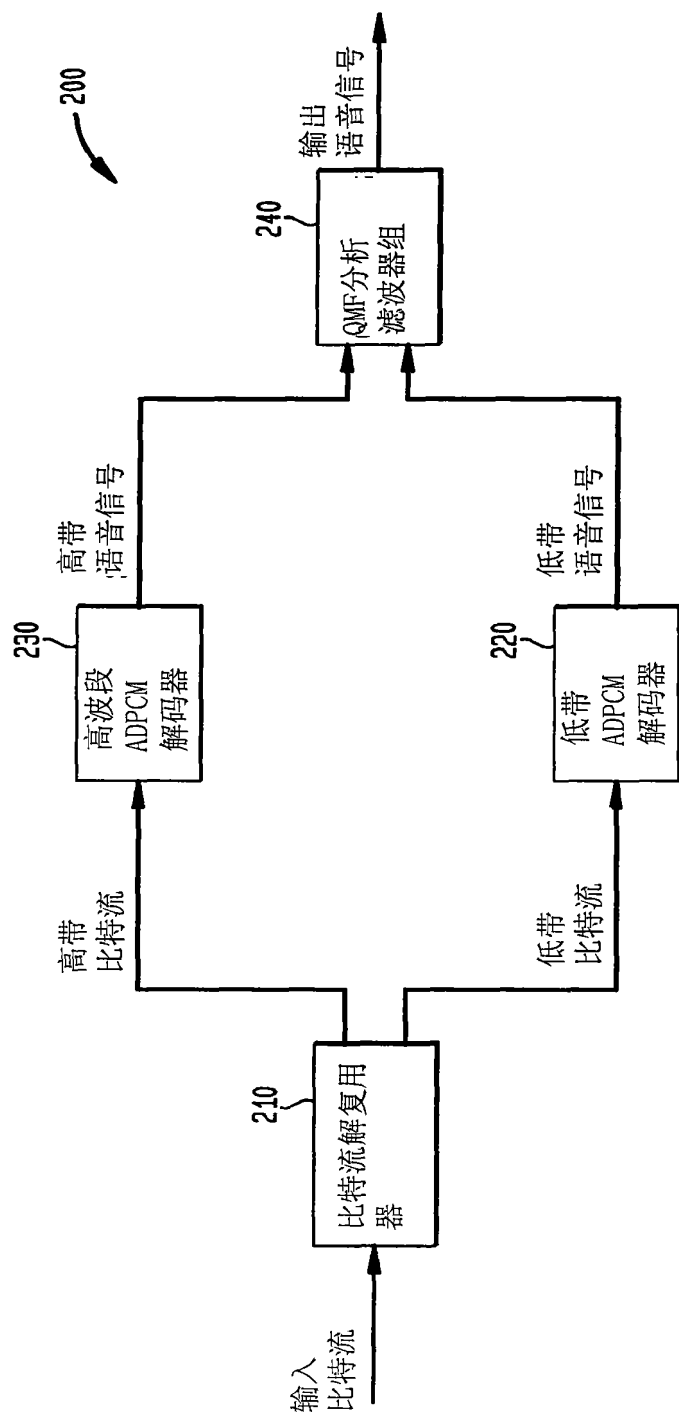 200
输入
比特流
210
比特流解复用
器
高带
比特流
低带
比特流
230
高波段
ADPCM
解码器
220
低带
ADPCM
解码器
高带
语音信号
低带
语音信号
240
QMF分析
滤波器组
输出
语音信号